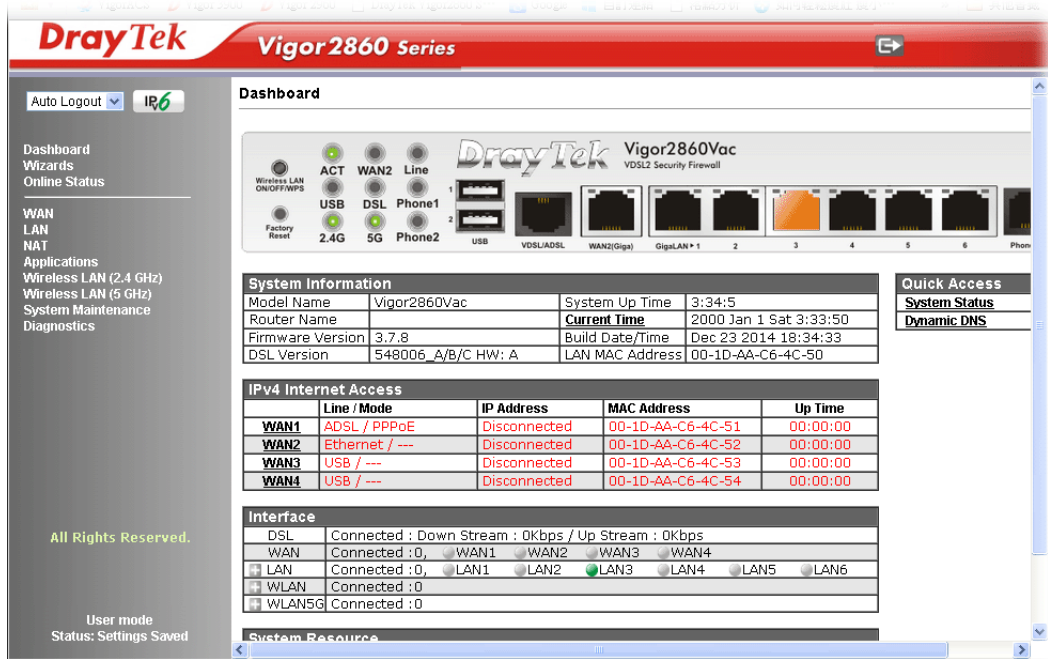 DrayTek
Vigor2860 Series
Auto Logout
IPv6
Dashboard
Wizards
Online Status
WAN
LAN
NAT
Applications
Wireless LAN (2.4 GHz)
Wireless LAN (5 GHz)
System Maintenance
Diagnostics
All Rights Reserved.
User mode
Status: Settings Saved
Dashboard
DrayTek
Vigor2860Vac
VDSL2 Security Firewall
Wireless LAN
ON/OFF/WPS
ACT WAN2 Line
USB DSL Phone1
Factory
Reset
2.4G 5G Phone2
1
2
USB VDSL/ADSL WAN2(Giga) GigaLAN 1 2 3 4 5 6 Phon
System Information
Model Name Vigor2860Vac System Up Time 3:34:5
Router Name Current Time 2000 Jan 1 Sat 3:33:50
Firmware Version 3.7.8 Build Date/Time Dec 23 2014 18:34:33
DSL Version 548006_A/B/C HW: A LAN MAC Address 00-1D-AA-C6-4C-50
Quick Access
System Status
Dynamic DNS
IPv4 Internet Access
Line / Mode IP Address MAC Address Up Time
WAN1 ADSL / PPPoE Disconnected 00-1D-AA-C6-4C-51 00:00:00
WAN2 Ethernet / --- Disconnected 00-1D-AA-C6-4C-52 00:00:00
WAN3 USB / --- Disconnected 00-1D-AA-C6-4C-53 00:00:00
WAN4 USB / --- Disconnected 00-1D-AA-C6-4C-54 00:00:00
Interface
DSL Connected : Down Stream : 0Kbps / Up Stream : 0Kbps
WAN Connected :0, WAN1 WAN2 WAN3 WAN4
LAN Connected :0, LAN1 LAN2 LAN3 LAN4 LAN5 LAN6
WLAN Connected :0
WLAN5G Connected :0
System Resource